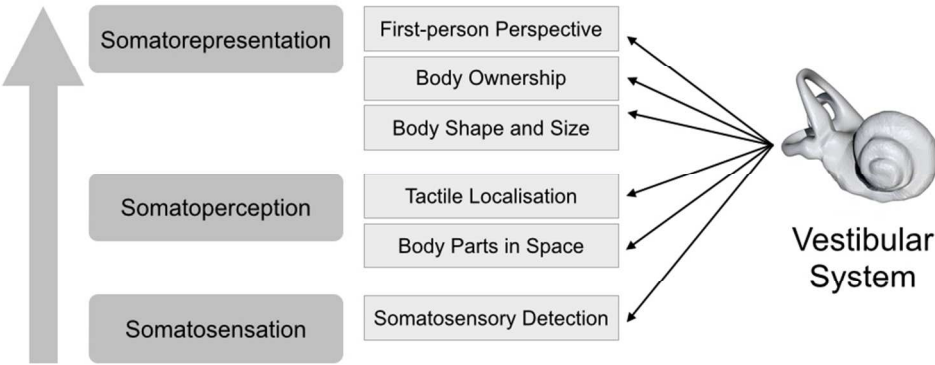 Somatorepresentation
First-person Perspective
Body Ownership
Body Shape and Size
Somatoperception
Tactile Localisation
Body Parts in Space
Somatosensation
Somatosensory Detection
Vestibular
System